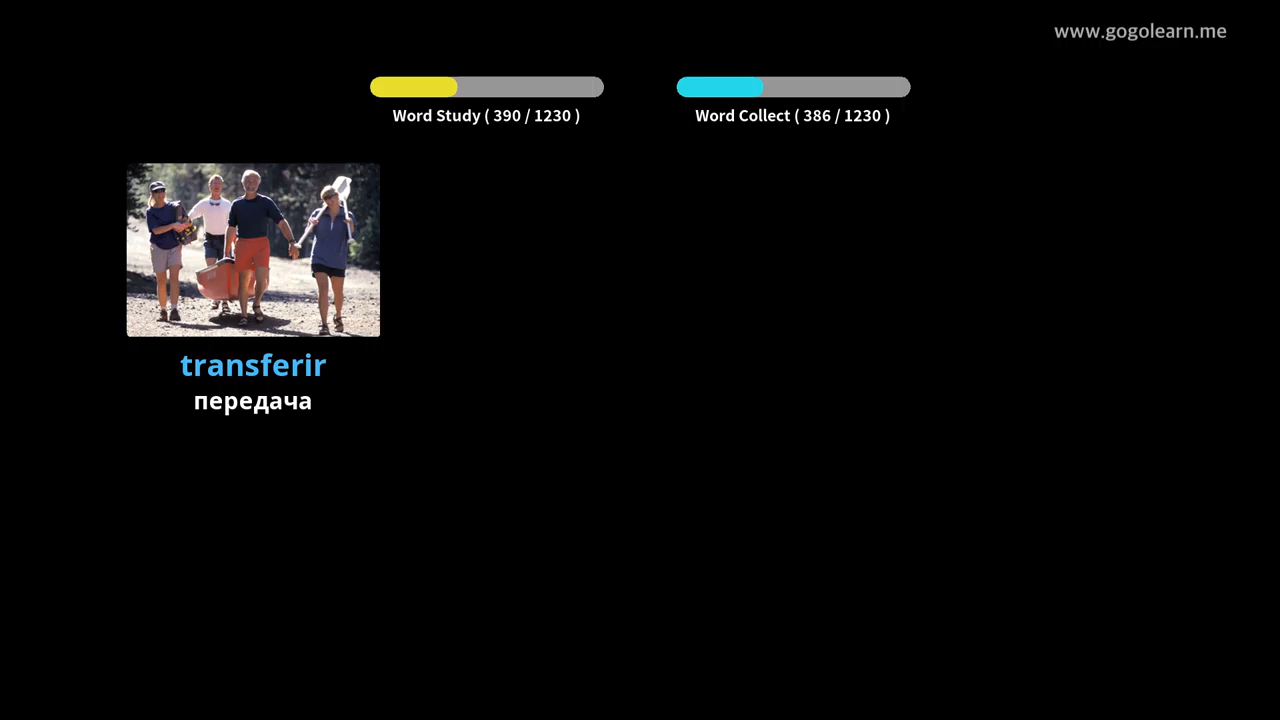 www.gogolearn.me
Word Study ( 390 / 1230 )
Word Collect ( 386 / 1230 )
transferir
передача